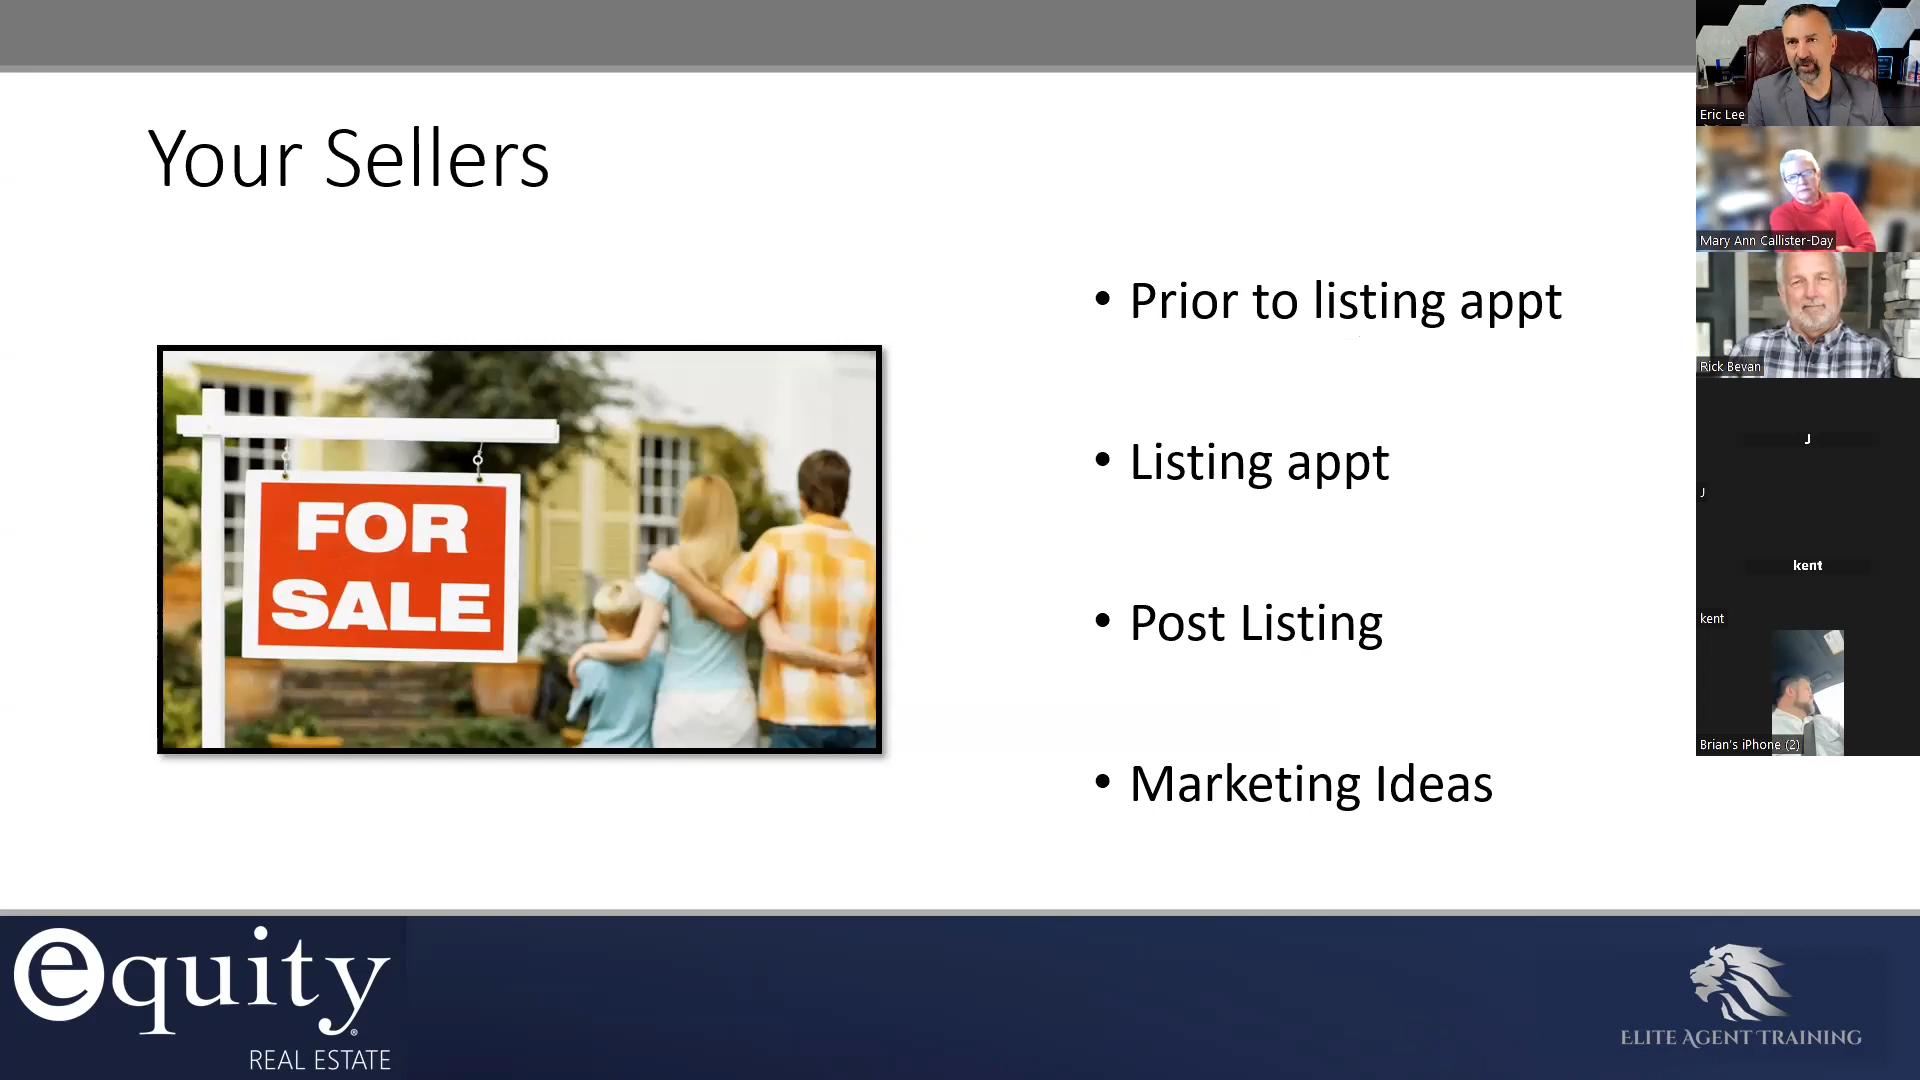 Your Sellers
FOR
SALE
• Prior to listing appt
• Listing appt
• Post Listing
• Marketing Ideas
Eric Lee
Mary Ann Callister-Day
Rick Bevan
J
J
kent
kent
Brian's iPhone (2)
equity®
REAL ESTATE
ELITE AGENT TRAINING